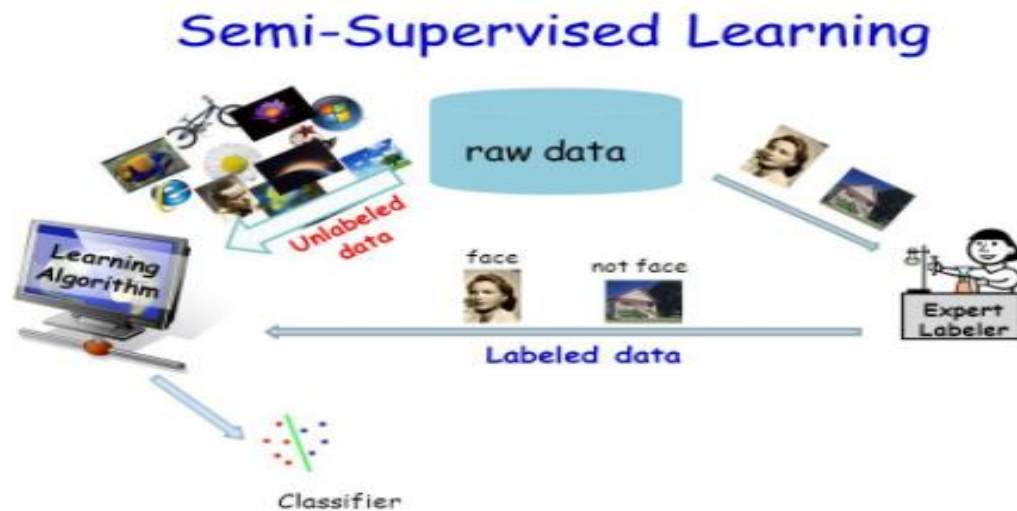 Semi-Supervised Learning
raw data
Unlabeled
data
Learning
Algorithm
face
not face
Expert
Labeler
Labeled data
Classifier